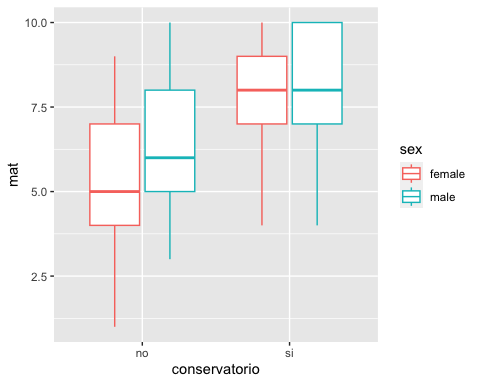 10.0
7.5
5.0
2.5
mat
no
si
conservatorio
sex
female
male